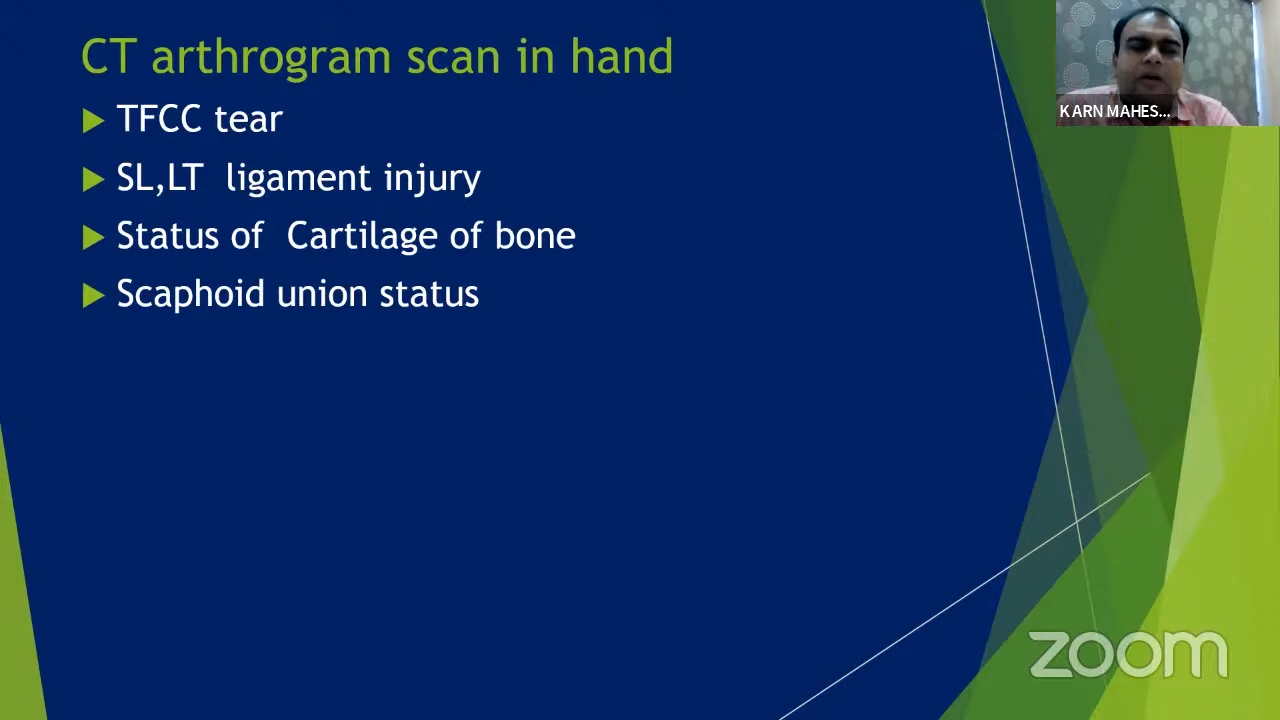 CT arthrogram scan in hand
TFCC tear
SL,LT ligament injury
Status of Cartilage of bone
Scaphoid union status
KARN MAHES...
zoom